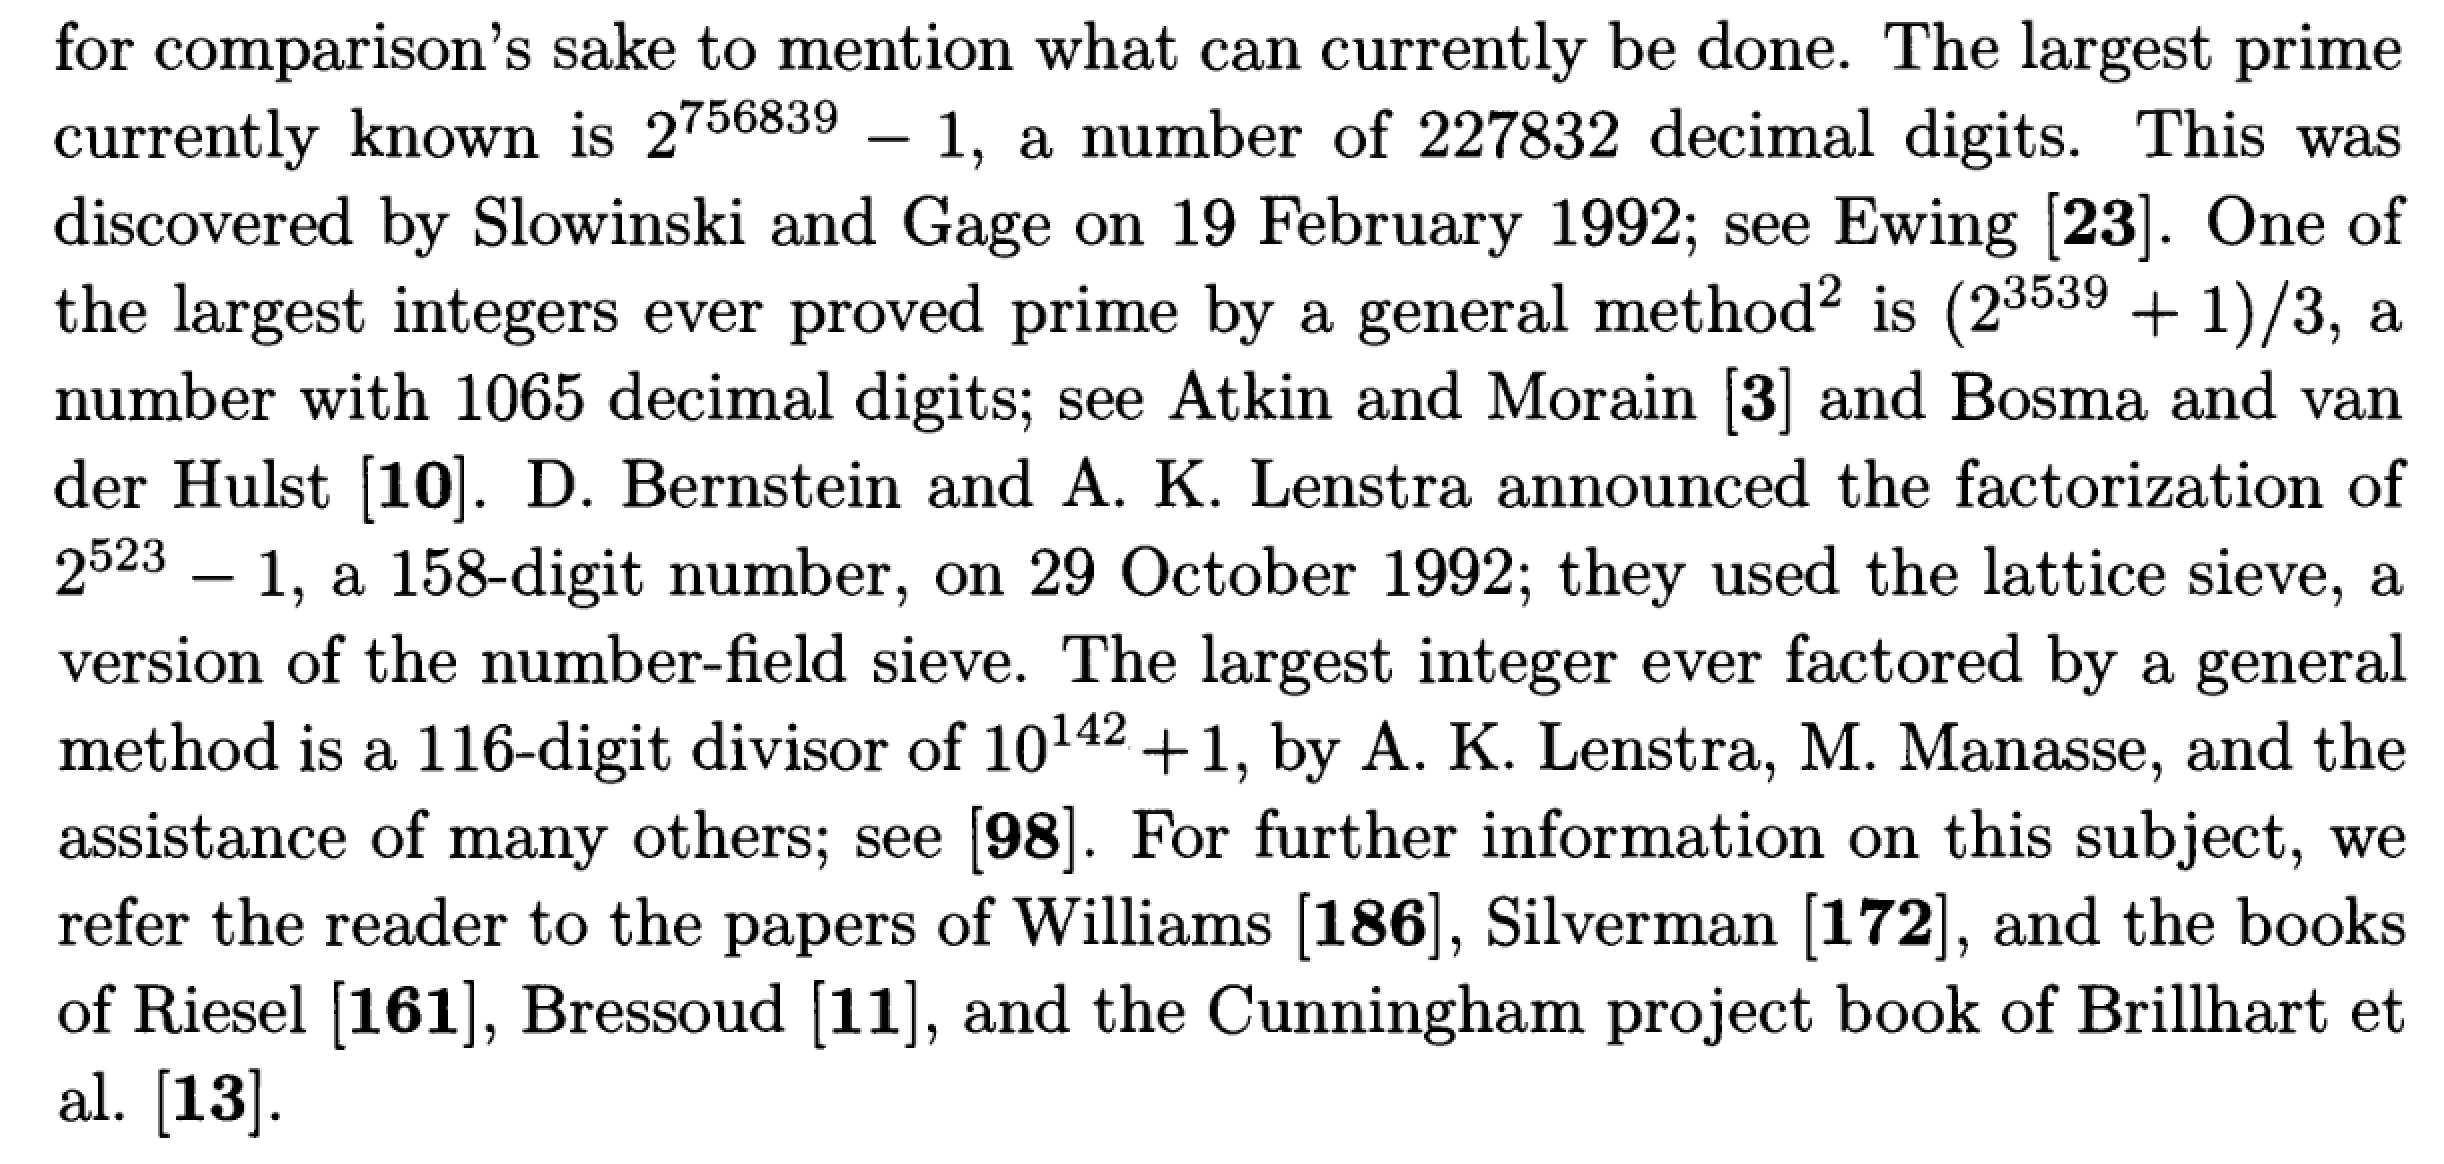 for comparison's sake to mention what can currently be done. The largest prime
currently known is 2^756839 − 1, a number of 227832 decimal digits. This was
discovered by Slowinski and Gage on 19 February 1992; see Ewing [23]. One of
the largest integers ever proved prime by a general method² is (2^3539 + 1)/3, a
number with 1065 decimal digits; see Atkin and Morain [3] and Bosma and van
der Hulst [10]. D. Bernstein and A. K. Lenstra announced the factorization of
2^523 − 1, a 158-digit number, on 29 October 1992; they used the lattice sieve, a
version of the number-field sieve. The largest integer ever factored by a general
method is a 116-digit divisor of 10^142 +1, by A. K. Lenstra, M. Manasse, and the
assistance of many others; see [98]. For further information on this subject, we
refer the reader to the papers of Williams [186], Silverman [172], and the books
of Riesel [161], Bressoud [11], and the Cunningham project book of Brillhart et
al. [13].